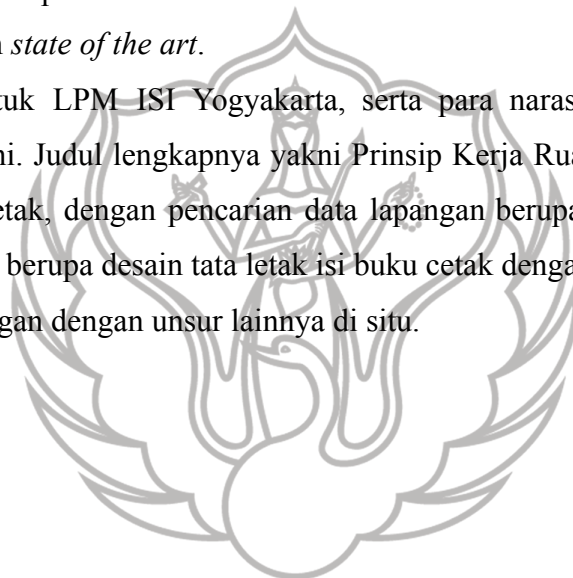 state of the art.
tuk LPM ISI Yogyakarta, serta para naras
ni. Judul lengkapnya yakni Prinsip Kerja Rua
etak, dengan pencarian data lapangan berupa
berupa desain tata letak isi buku cetak denga
gan dengan unsur lainnya di situ.